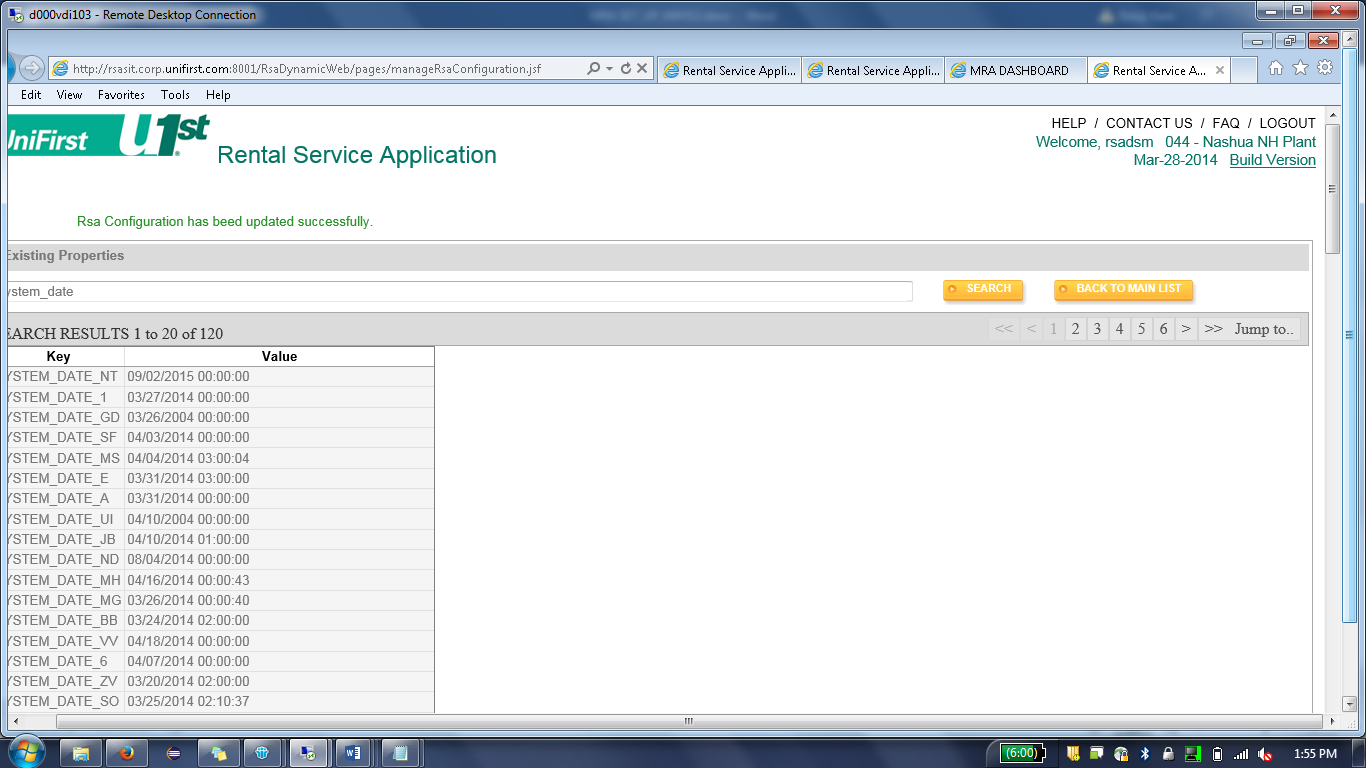 d000vdi103 - Remote Desktop Connection
http://rsasit.corp.unifirst.com:8001/RsaDynamicWeb/pages/manageRsaConfiguration.jsf
Rental Service Appli...
Rental Service Appli...
MRA DASHBOARD
Rental Service A...
Edit View Favorites Tools Help
UniFirst U1st
Rental Service Application
HELP / CONTACT US / FAQ / LOGOUT
Welcome, rsadsm 044 - Nashua NH Plant
Mar-28-2014 Build Version
Rsa Configuration has beed updated successfully.
Existing Properties
ystem_date SEARCH BACK TO MAIN LIST
EARCH RESULTS 1 to 20 of 120 << < 1 2 3 4 5 6 > >> Jump to..
Key Value
YSTEM_DATE_NT 09/02/2015 00:00:00
YSTEM_DATE_1 03/27/2014 00:00:00
YSTEM_DATE_GD 03/26/2004 00:00:00
YSTEM_DATE_SF 04/03/2014 00:00:00
YSTEM_DATE_MS 04/04/2014 03:00:04
YSTEM_DATE_E 03/31/2014 03:00:00
YSTEM_DATE_A 03/31/2014 00:00:00
YSTEM_DATE_UI 04/10/2004 00:00:00
YSTEM_DATE_JB 04/10/2014 01:00:00
YSTEM_DATE_ND 08/04/2014 00:00:00
YSTEM_DATE_MH 04/16/2014 00:00:43
YSTEM_DATE_MG 03/26/2014 00:00:40
YSTEM_DATE_BB 03/24/2014 02:00:00
YSTEM_DATE_VV 04/18/2014 00:00:00
YSTEM_DATE_6 04/07/2014 00:00:00
YSTEM_DATE_ZV 03/20/2014 02:00:00
YSTEM_DATE_SO 03/25/2014 02:10:37
(6:00) 1:55 PM